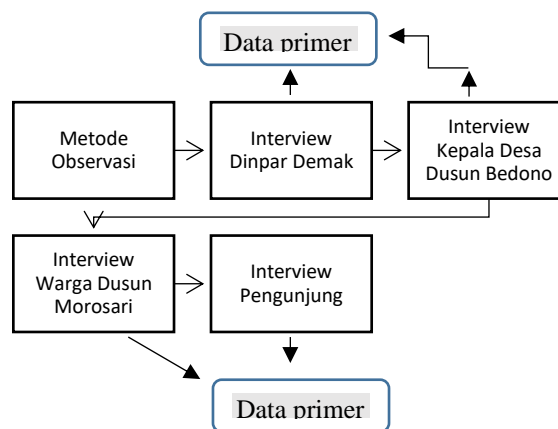 Data primer
Metode
Observasi
Interview
Dinpar Demak
Interview
Kepala Desa
Dusun Bedono
Interview
Warga Dusun
Morosari
Interview
Pengunjung
Data primer